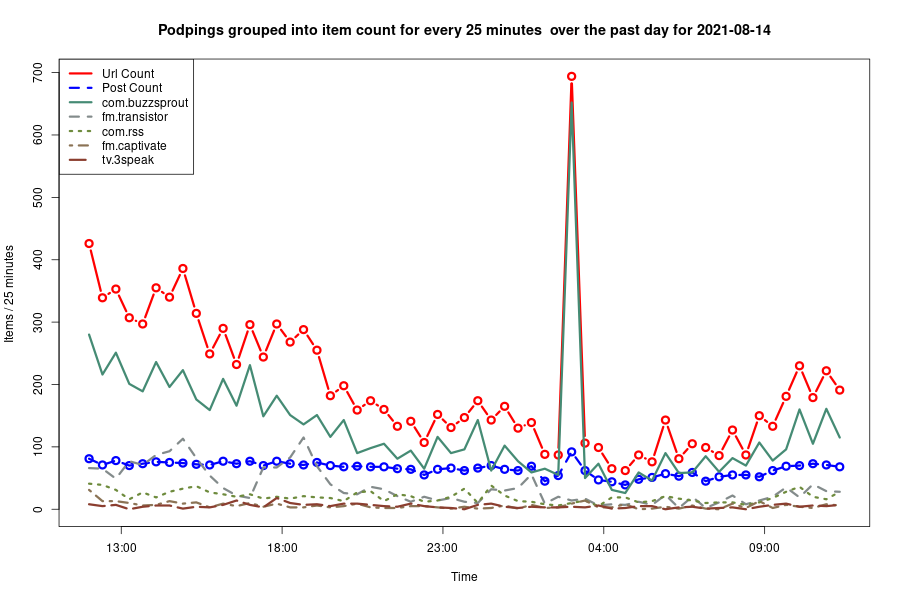 Podpings grouped into item count for every 25 minutes  over the past day for 2021-08-14
Url Count
Post Count
com.buzzsprout
fm.transistor
com.rss
fm.captivate
tv.3speak
Items / 25 minutes
700
600
500
400
300
200
100
0
13:00
18:00
23:00
04:00
09:00
Time